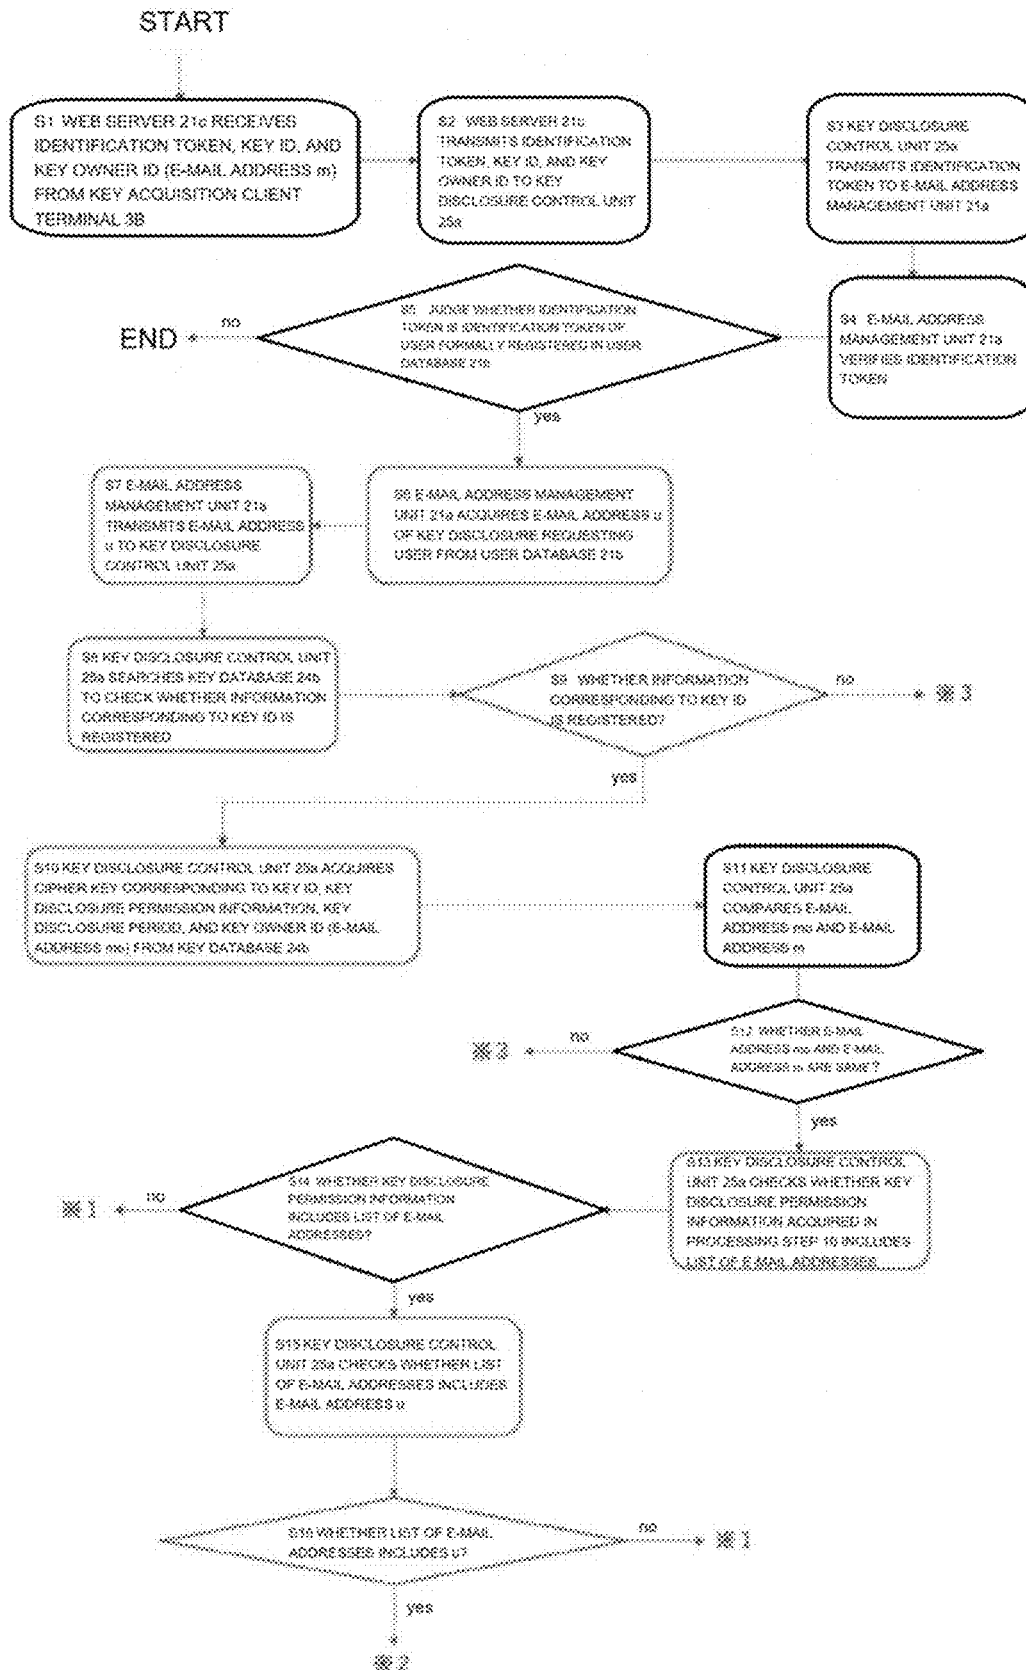 START
S1 WEB SERVER 21c RECEIVES
IDENTIFICATION TOKEN, KEY ID, AND
KEY OWNER ID (E-MAIL ADDRESS m)
FROM KEY ACQUISITION CLIENT
TERMINAL 3B
S2 WEB SERVER 21c
TRANSMITS IDENTIFICATION
TOKEN, KEY ID, AND KEY
OWNER ID TO KEY
DISCLOSURE CONTROL UNIT
25a
S3 KEY DISCLOSURE
CONTROL UNIT 25a
TRANSMITS IDENTIFICATION
TOKEN TO E-MAIL ADDRESS
MANAGEMENT UNIT 21a
S4 E-MAIL ADDRESS
MANAGEMENT UNIT 21a
VERIFIES IDENTIFICATION
TOKEN
S5 JUDGE WHETHER IDENTIFICATION
TOKEN IS IDENTIFICATION TOKEN OF
USER FORMALLY REGISTERED IN USER
DATABASE 21b
no
END
yes
S6 E-MAIL ADDRESS MANAGEMENT
UNIT 21a ACQUIRES E-MAIL ADDRESS u
OF KEY DISCLOSURE REQUESTING
USER FROM USER DATABASE 21b
S7 E-MAIL ADDRESS
MANAGEMENT UNIT 21a
TRANSMITS E-MAIL ADDRESS
u TO KEY DISCLOSURE
CONTROL UNIT 25a
S8 KEY DISCLOSURE CONTROL UNIT
25a SEARCHES KEY DATABASE 24b
TO CHECK WHETHER INFORMATION
CORRESPONDING TO KEY ID IS
REGISTERED
S9 WHETHER INFORMATION
CORRESPONDING TO KEY ID
IS REGISTERED?
no
※3
yes
S10 KEY DISCLOSURE CONTROL UNIT 25a ACQUIRES
CIPHER KEY CORRESPONDING TO KEY ID, KEY
DISCLOSURE PERMISSION INFORMATION, KEY
DISCLOSURE PERIOD, AND KEY OWNER ID (E-MAIL
ADDRESS mo) FROM KEY DATABASE 24b
S11 KEY DISCLOSURE
CONTROL UNIT 25a
COMPARES E-MAIL
ADDRESS mo AND E-MAIL
ADDRESS m
S12 WHETHER E-MAIL
ADDRESS mo AND E-MAIL
ADDRESS m ARE SAME?
no
※3
yes
S13 KEY DISCLOSURE CONTROL
UNIT 25a CHECKS WHETHER KEY
DISCLOSURE PERMISSION
INFORMATION ACQUIRED IN
PROCESSING STEP 10 INCLUDES
LIST OF E-MAIL ADDRESSES
S14 WHETHER KEY DISCLOSURE
PERMISSION INFORMATION
INCLUDES LIST OF E-MAIL
ADDRESSES?
no
※1
yes
S15 KEY DISCLOSURE CONTROL
UNIT 25a CHECKS WHETHER LIST
OF E-MAIL ADDRESSES INCLUDES
E-MAIL ADDRESS u
S16 WHETHER LIST OF E-MAIL
ADDRESSES INCLUDES u?
no
※1
yes
※2